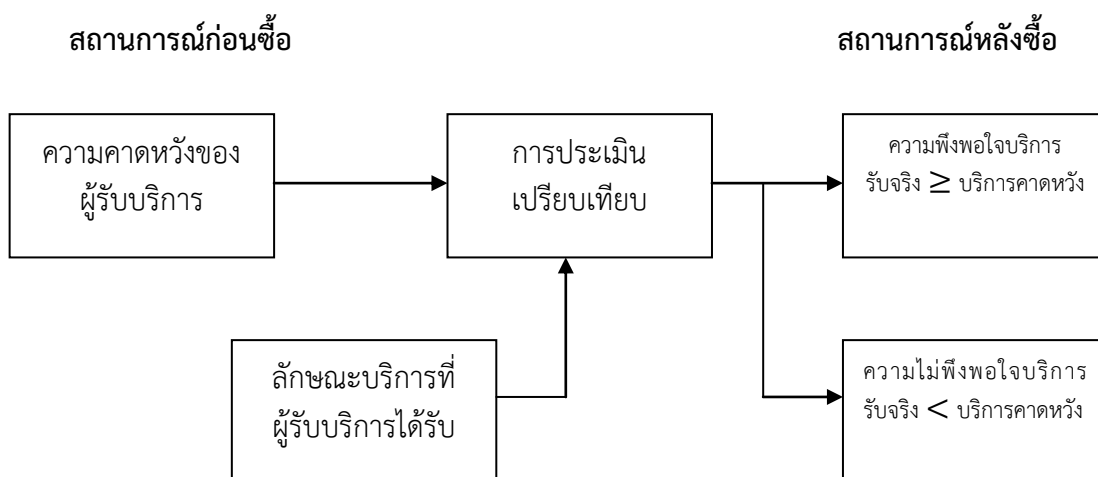 สถานการณ์ก่อนซื้อ
สถานการณ์หลังซื้อ
ความคาดหวังของ
ผู้รับบริการ
การประเมิน
เปรียบเทียบ
ความพึงพอใจบริการ
รับจริง ≥ บริการคาดหวัง
ลักษณะบริการที่
ผู้รับบริการได้รับ
ความไม่พึงพอใจบริการ
รับจริง < บริการคาดหวัง